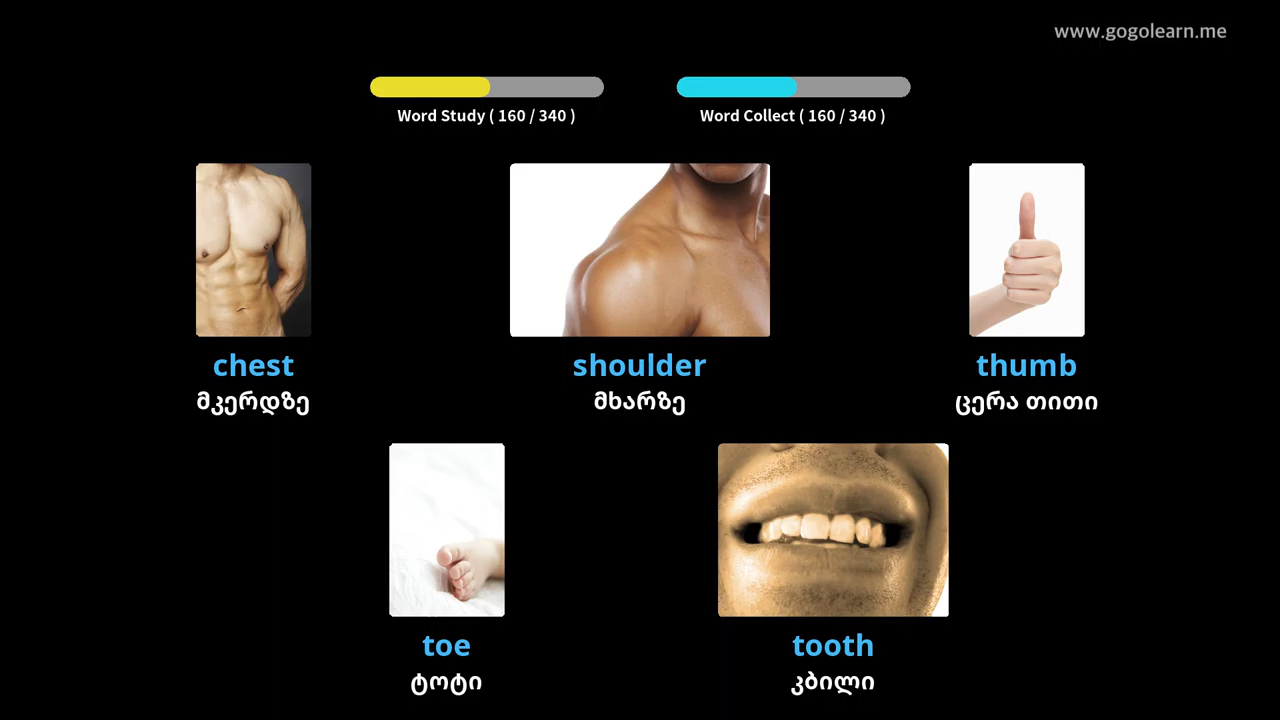 www.gogolearn.me
Word Study ( 160 / 340 )
Word Collect ( 160 / 340 )
chest
მკერდზე
shoulder
მხარზე
thumb
ცერა თითი
toe
ტოტი
tooth
კბილი